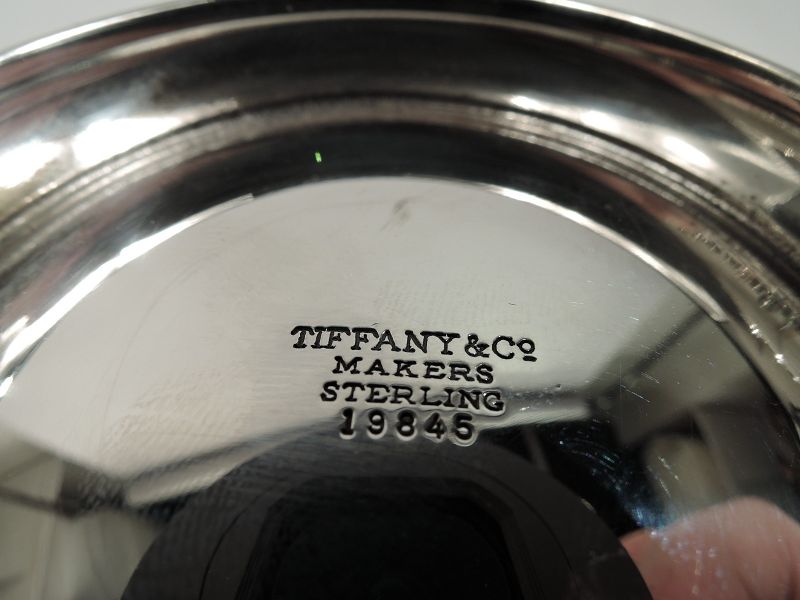 TIFFANY & Cº
MAKERS
STERLING
19845